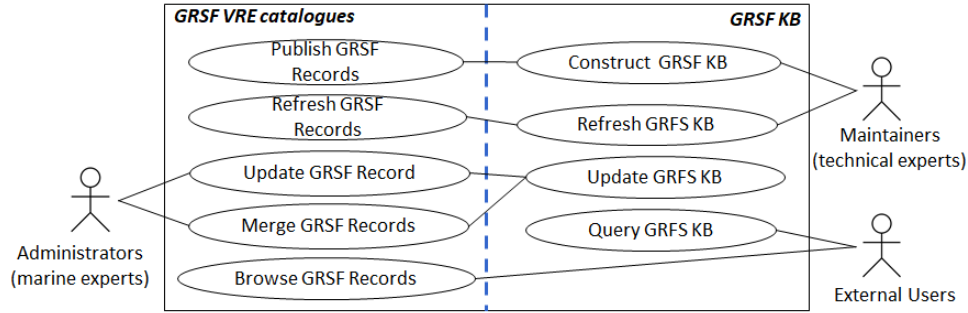 GRSF VRE catalogues
GRSF KB
Publish GRSF
Records
Construct GRSF KB
Refresh GRSF
Records
Refresh GRFS KB
Maintainers
(technical experts)
Update GRSF Record
Update GRFS KB
Merge GRSF Records
Query GRFS KB
Administrators
(marine experts)
Browse GRSF Records
External Users